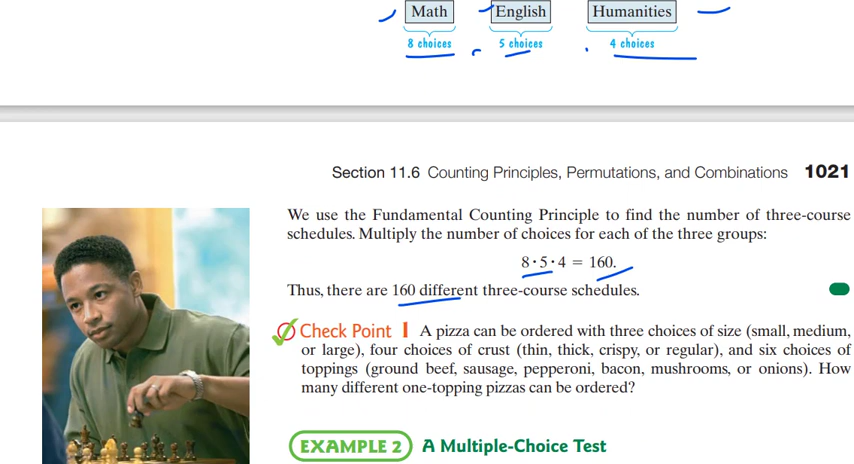 Math English Humanities
8 choices 5 choices 4 choices
Section 11.6 Counting Principles, Permutations, and Combinations 1021
We use the Fundamental Counting Principle to find the number of three-course
schedules. Multiply the number of choices for each of the three groups:
8 · 5 · 4 = 160.
Thus, there are 160 different three-course schedules.
Check Point 1 A pizza can be ordered with three choices of size (small, medium,
or large), four choices of crust (thin, thick, crispy, or regular), and six choices of
toppings (ground beef, sausage, pepperoni, bacon, mushrooms, or onions). How
many different one-topping pizzas can be ordered?
EXAMPLE 2 A Multiple-Choice Test